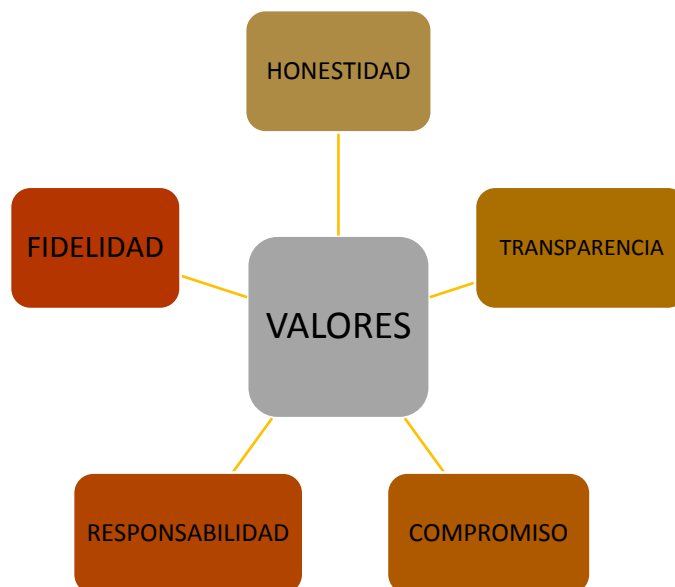 HONESTIDAD
FIDELIDAD
TRANSPARENCIA
VALORES
RESPONSABILIDAD
COMPROMISO